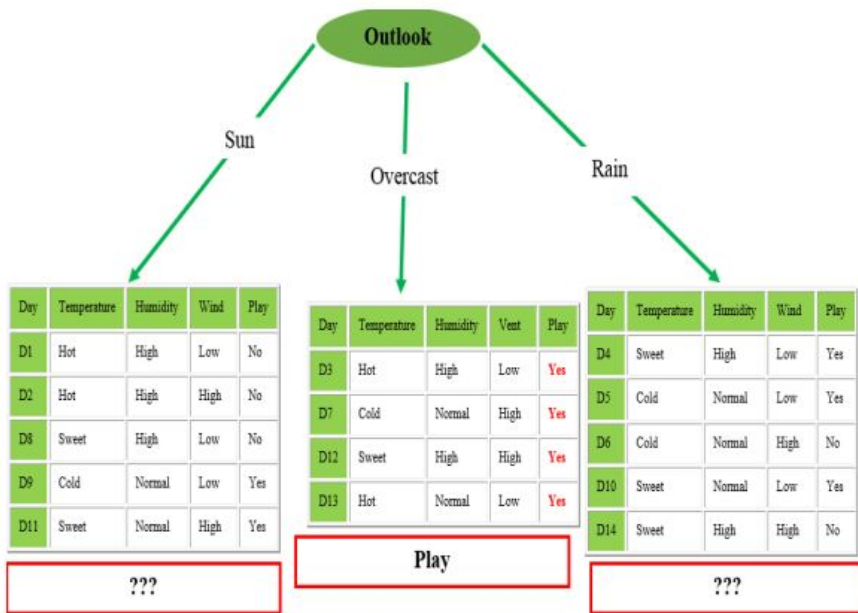 Outlook
Sun
Overcast
Rain
Day Temperature Humidity Wind Play
D1 Hot High Low No
D2 Hot High High No
D8 Sweet High Low No
D9 Cold Normal Low Yes
D11 Sweet Normal High Yes
???
Day Temperature Humidity Vent Play
D3 Hot High Low Yes
D7 Cold Normal High Yes
D12 Sweet High High Yes
D13 Hot Normal Low Yes
Play
Day Temperature Humidity Wind Play
D4 Sweet High Low Yes
D5 Cold Normal Low Yes
D6 Cold Normal High No
D10 Sweet Normal Low Yes
D14 Sweet High High No
???